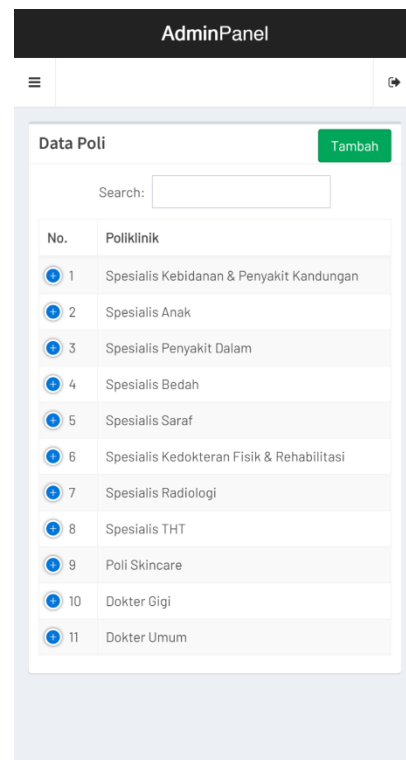 AdminPanel
Data Poli
Tambah
Search:
No. Poliklinik
1 Spesialis Kebidanan & Penyakit Kandungan
2 Spesialis Anak
3 Spesialis Penyakit Dalam
4 Spesialis Bedah
5 Spesialis Saraf
6 Spesialis Kedokteran Fisik & Rehabilitasi
7 Spesialis Radiologi
8 Spesialis THT
9 Poli Skincare
10 Dokter Gigi
11 Dokter Umum